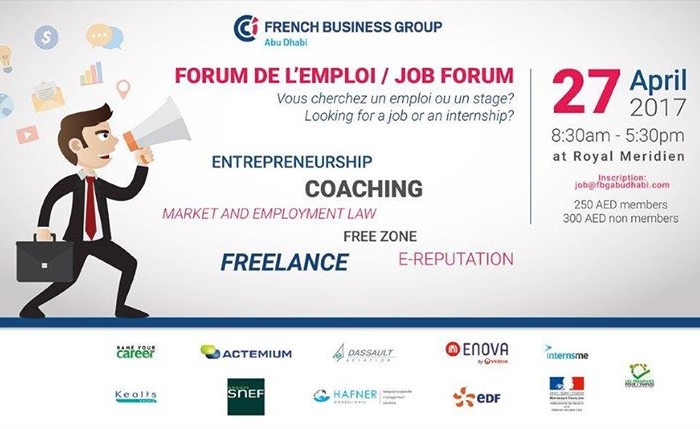 FRENCH BUSINESS GROUP
Abu Dhabi
FORUM DE L'EMPLOI / JOB FORUM
Vous cherchez un emploi ou un stage?
Looking for a job or an internship?
27 April
2017
8:30am - 5:30pm
at Royal Meridien
Inscription:
job@fbgabudhabi.com
250 AED members
300 AED non members
ENTREPRENEURSHIP
COACHING
MARKET AND EMPLOYMENT LAW
FREE ZONE
FREELANCE
E-REPUTATION
NAME YOUR
career
ACTEMIUM
DASSAULT
AVIATION
ENOVA
by VEOLIA
internsme
Keolis
GROUPE
SNEF
HAFNER
CONSULTANTS
EDF